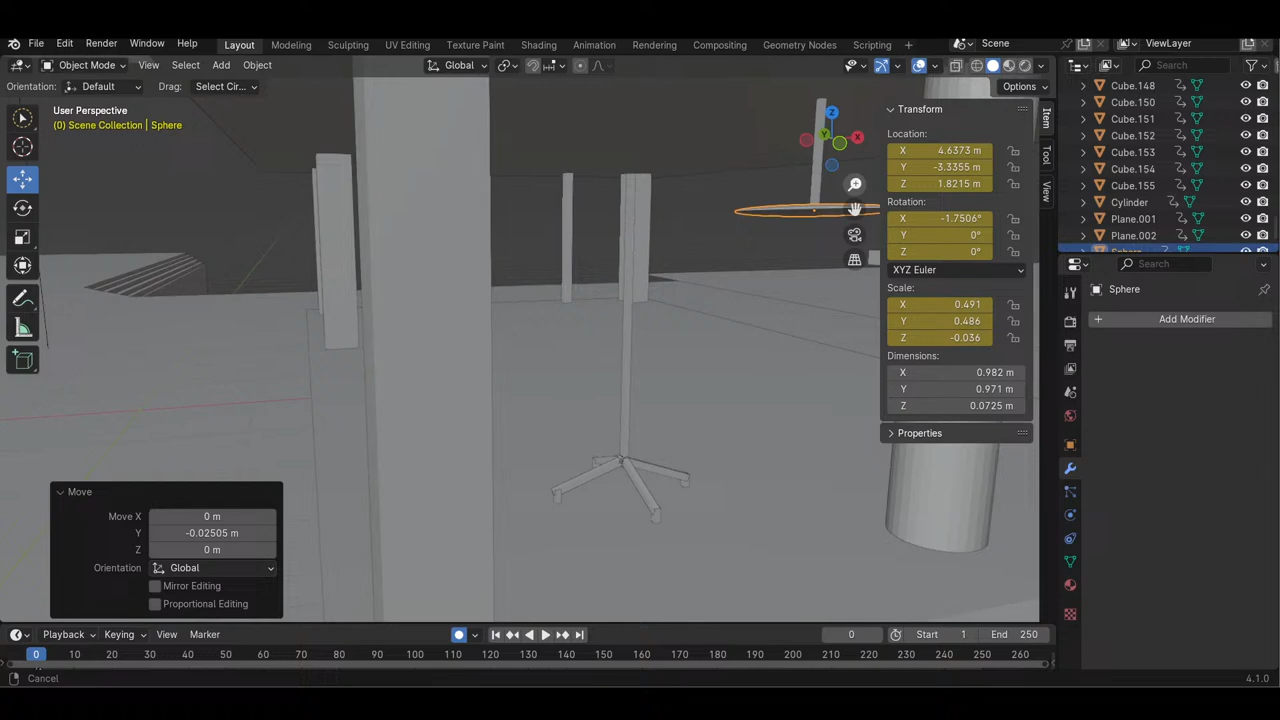 File Edit Render Window Help Layout Modeling Sculpting UV Editing Texture Paint Shading Animation Rendering Compositing Geometry Nodes Scripting + Scene ViewLayer
Object Mode View Select Add Object Global Search
Orientation: Default Drag: Select Cir... Options
User Perspective
(0) Scene Collection | Sphere
Z
Y
X
Transform
Location:
X 4.6373 m
Y -3.3355 m
Z 1.8215 m
Rotation:
X -1.7506°
Y 0°
Z 0°
XYZ Euler
Scale:
X 0.491
Y 0.486
Z -0.036
Dimensions:
X 0.982 m
Y 0.971 m
Z 0.0725 m
Properties
Item
Tool
View
Cube.148
Cube.150
Cube.151
Cube.152
Cube.153
Cube.154
Cube.155
Cylinder
Plane.001
Plane.002
Sphere
Search
Sphere
+ Add Modifier
Move
Move X 0 m
Y -0.02505 m
Z 0 m
Orientation Global
Mirror Editing
Proportional Editing
Playback Keying View Marker 0 Start 1 End 250
0 10 20 30 40 50 60 70 80 90 100 110 120 130 140 150 160 170 180 190 200 210 220 230 240 250 260
Cancel 4.1.0